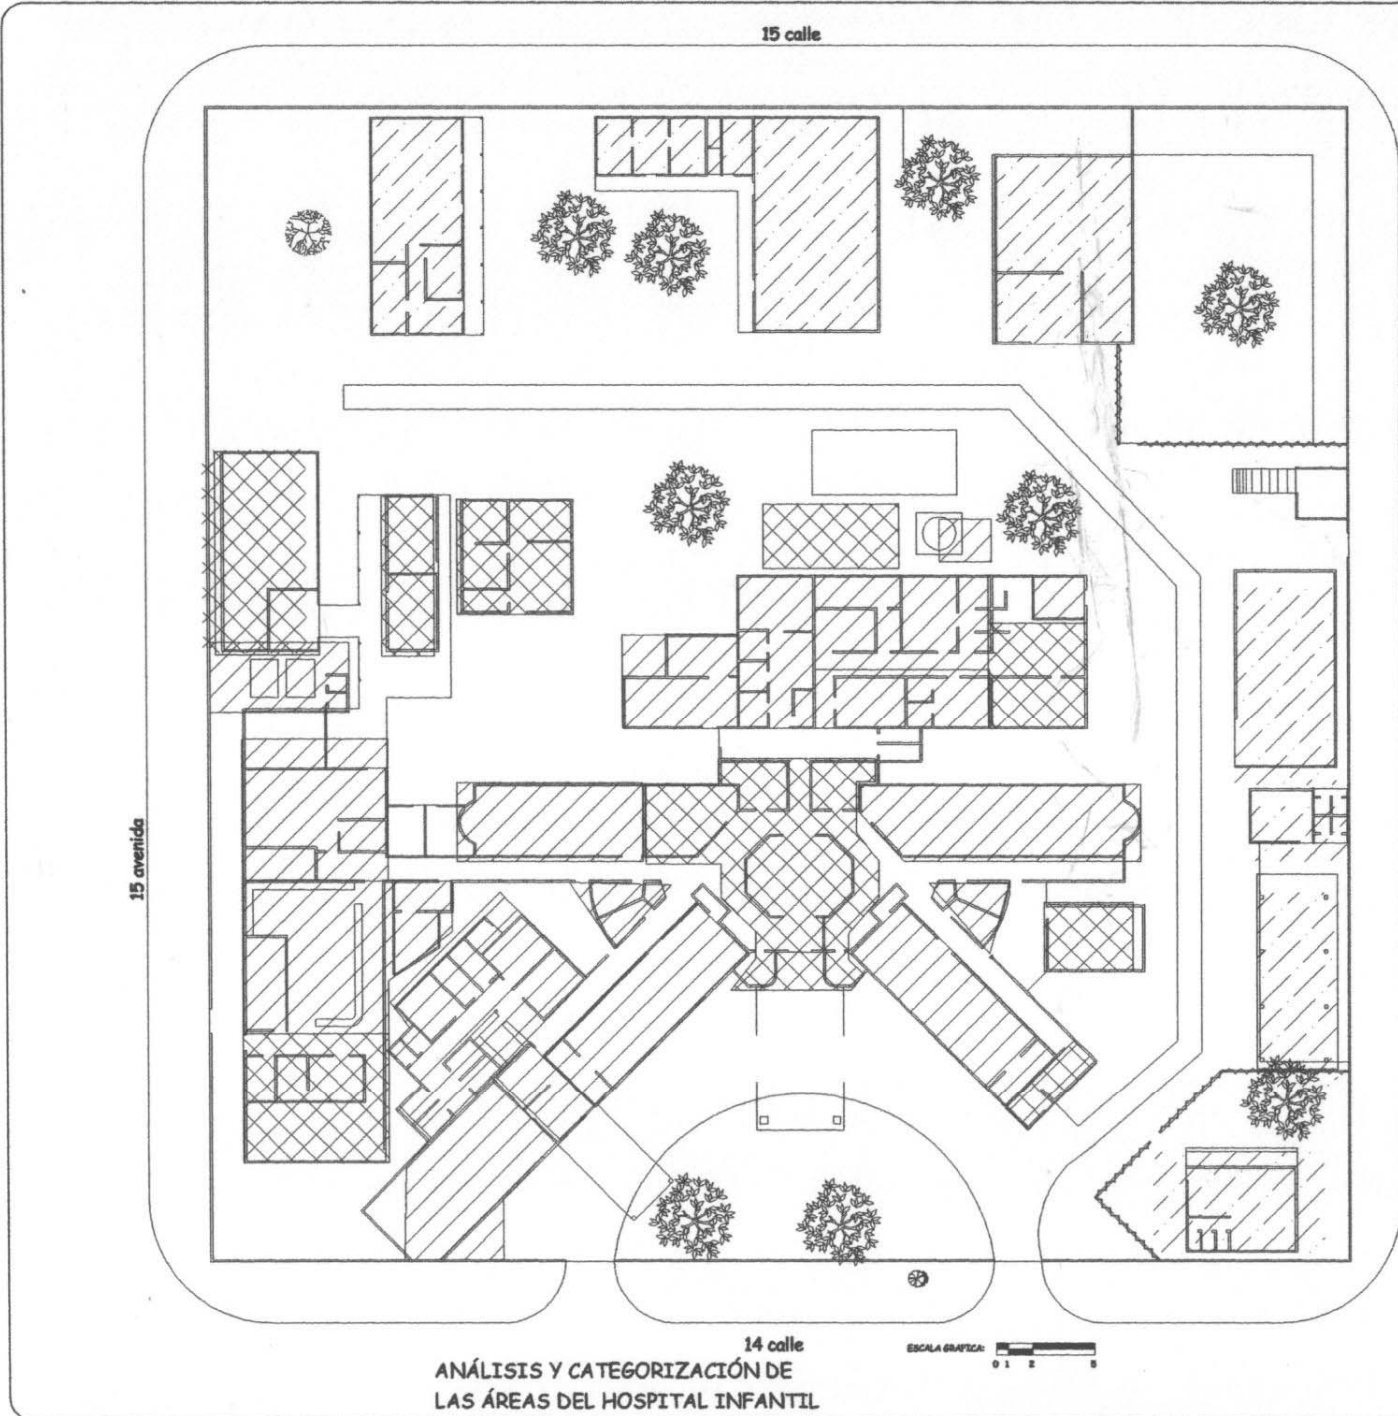 15 calle
15 avenida
14 calle
ESCALA GRAFICA:
0 1 2 5
ANÁLISIS Y CATEGORIZACIÓN DE
LAS ÁREAS DEL HOSPITAL INFANTIL